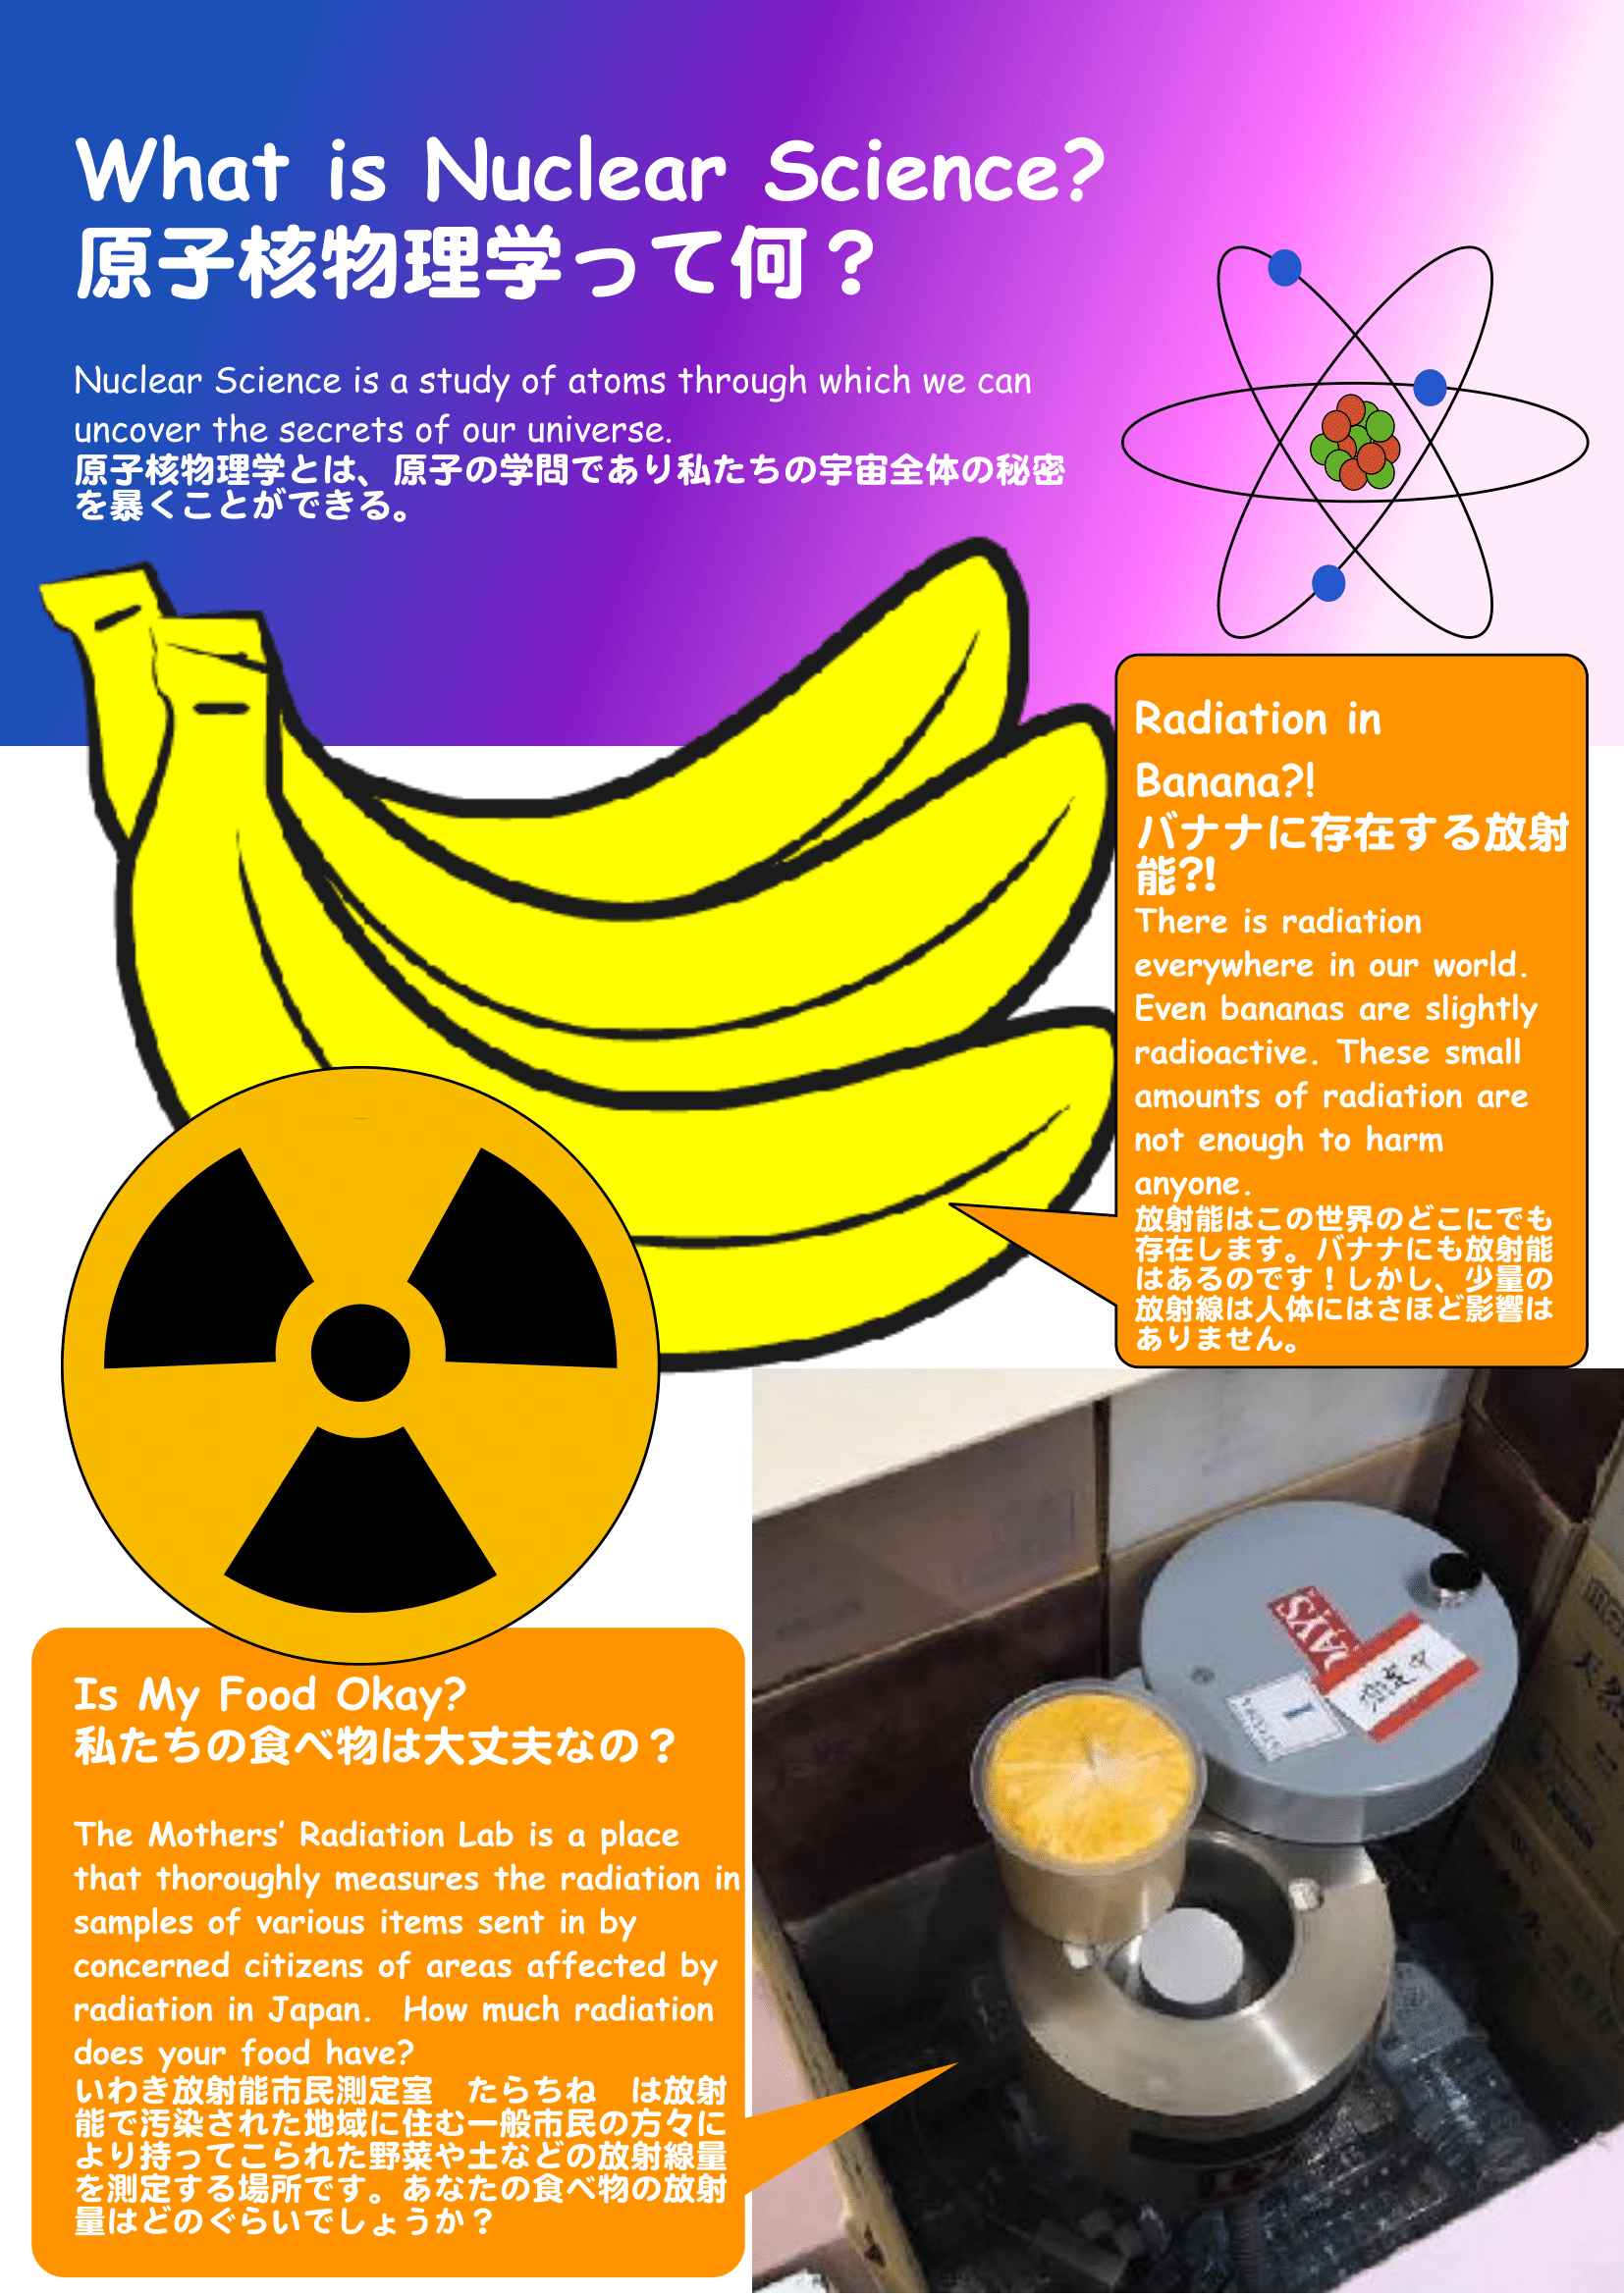 What is Nuclear Science?
原子核物理学って何？
Nuclear Science is a study of atoms through which we can
uncover the secrets of our universe.
原子核物理学とは、原子の学問であり私たちの宇宙全体の秘密
を暴くことができる。
Radiation in
Banana?!
バナナに存在する放射
能?!
There is radiation
everywhere in our world.
Even bananas are slightly
radioactive. These small
amounts of radiation are
not enough to harm
anyone.
放射能はこの世界のどこにでも
存在します。バナナにも放射能
はあるのです！しかし、少量の
放射線は人体にはさほど影響は
ありません。
DAYS
測定中
1
Is My Food Okay?
私たちの食べ物は大丈夫なの？
The Mothers’ Radiation Lab is a place
that thoroughly measures the radiation in
samples of various items sent in by
concerned citizens of areas affected by
radiation in Japan.  How much radiation
does your food have?
いわき放射能市民測定室　たらちね　は放射
能で汚染された地域に住む一般市民の方々に
より持ってこられた野菜や土などの放射線量
を測定する場所です。あなたの食べ物の放射
量はどのぐらいでしょうか？